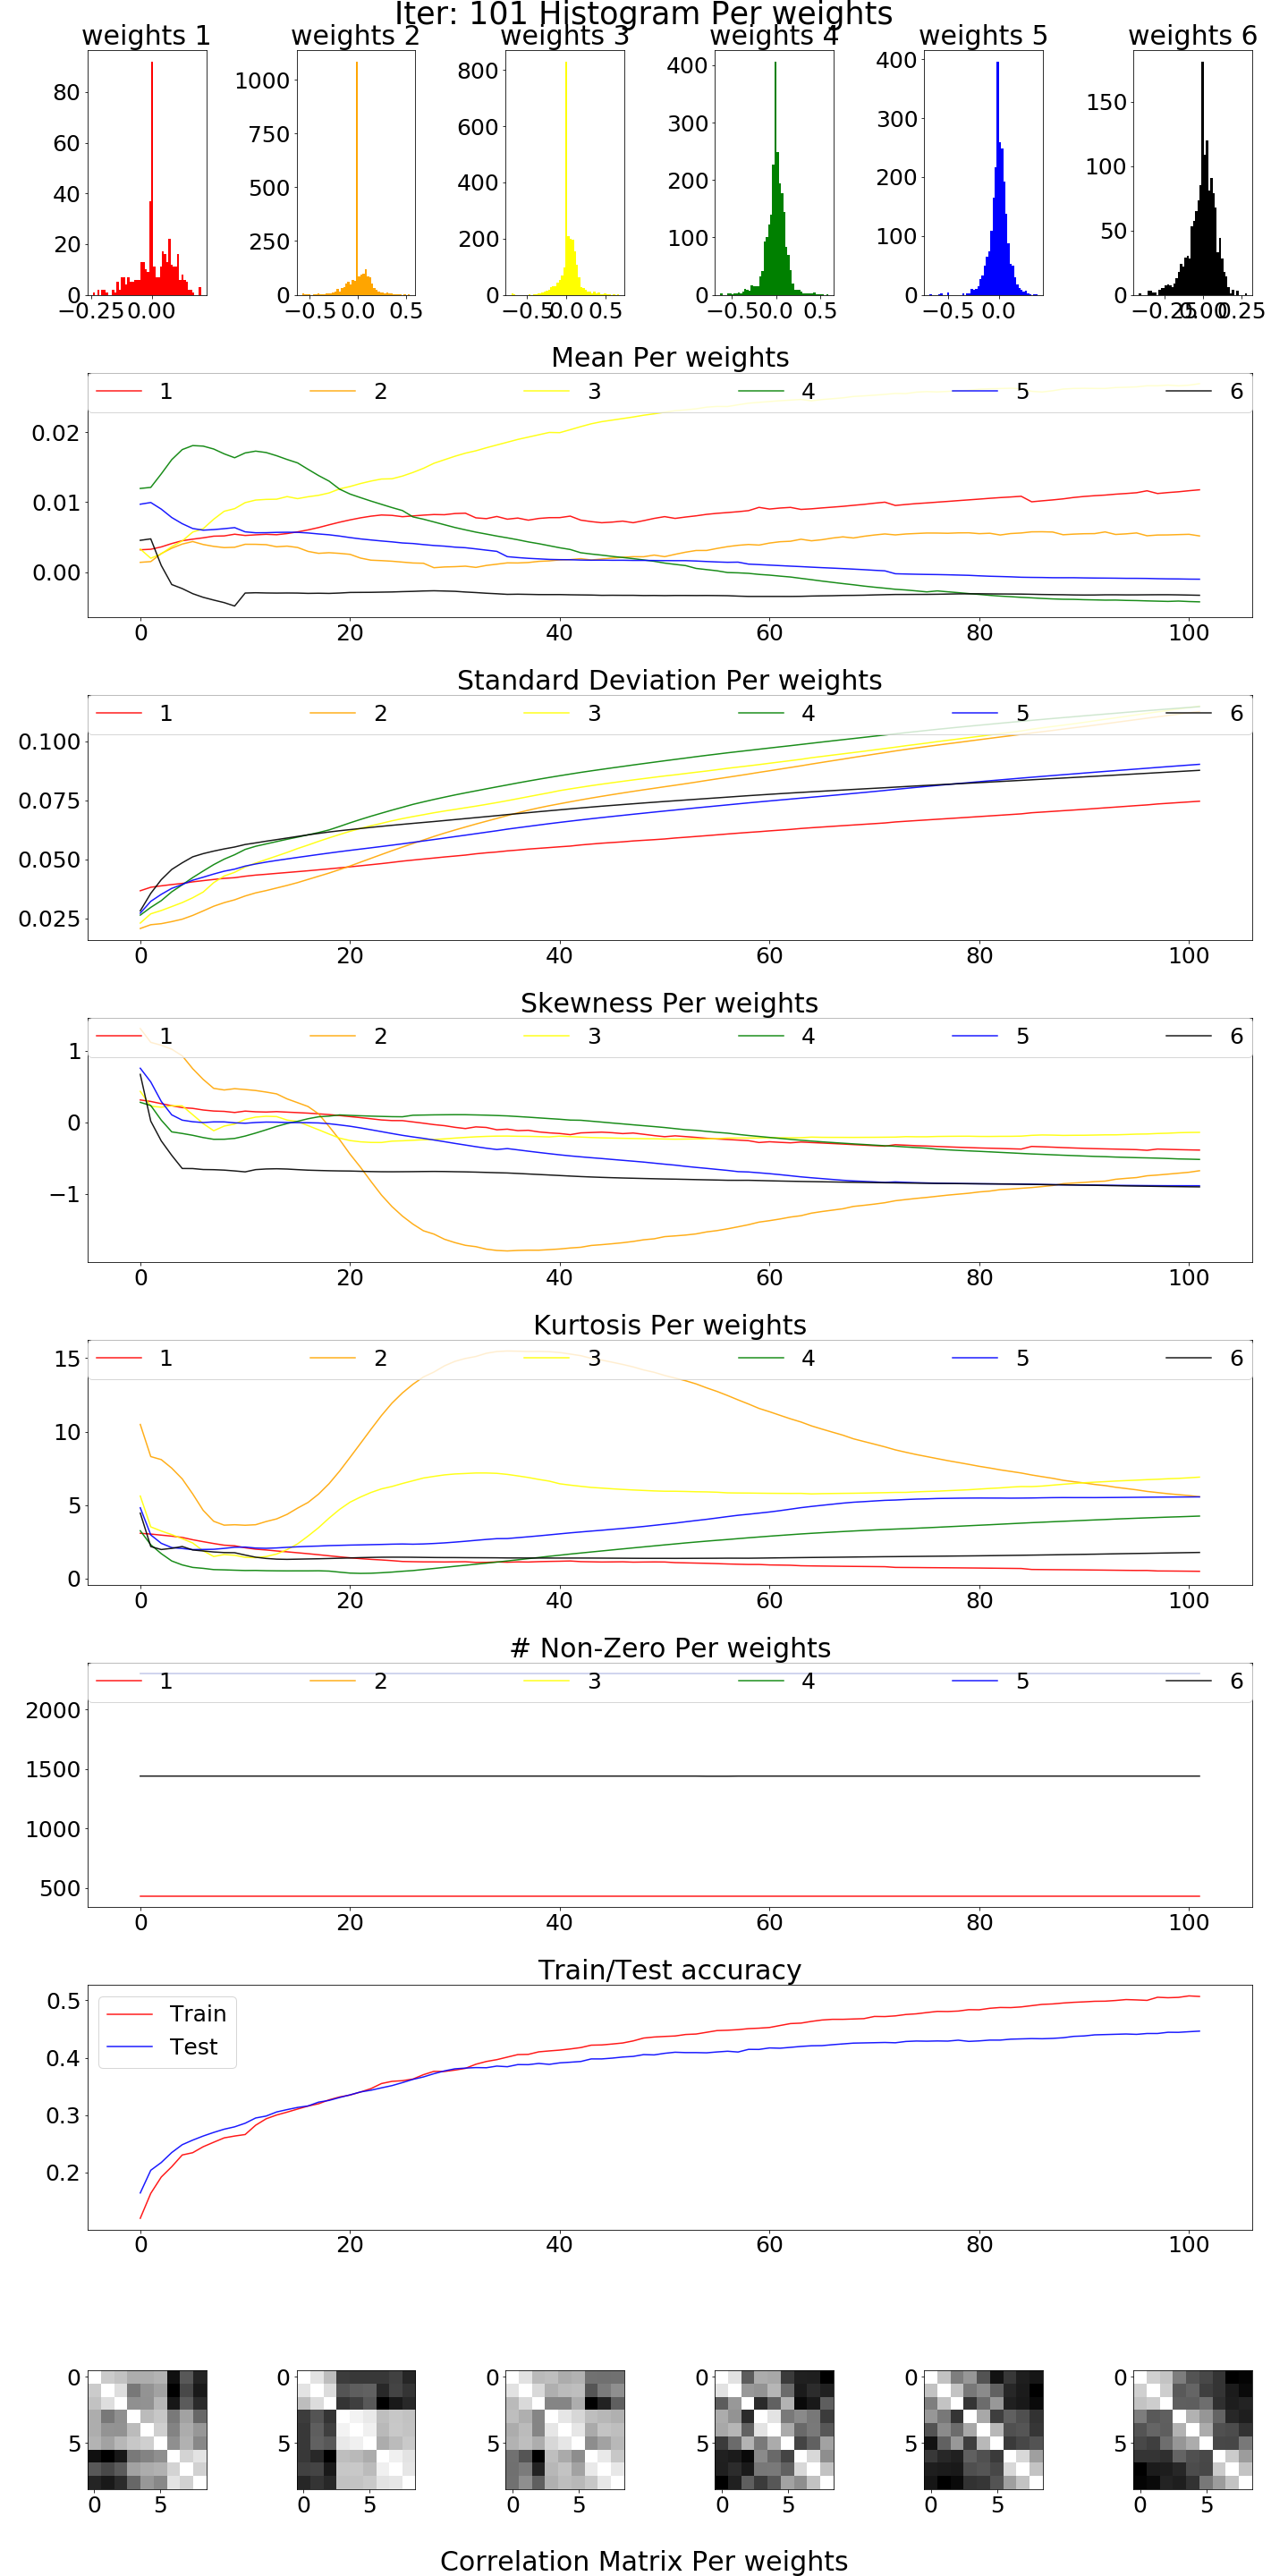 Iter: 101 Histogram Per weights
weights 1 weights 2 weights 3 weights 4 weights 5 weights 6
80 60 40 20 0
−0.25 0.00
1000 750 500 250 0
−0.5 0.0 0.5
800 600 400 200 0
−0.5 0.0 0.5
400 300 200 100 0
−0.5 0.0 0.5
400 300 200 100 0
−0.5 0.0
150 100 50 0
−0.25 0.00 0.25
Mean Per weights
1 2 3 4 5 6
0.02
0.01
0.00
0 20 40 60 80 100
Standard Deviation Per weights
1 2 3 4 5 6
0.100
0.075
0.050
0.025
0 20 40 60 80 100
Skewness Per weights
1 2 3 4 5 6
1
0
−1
0 20 40 60 80 100
Kurtosis Per weights
1 2 3 4 5 6
15
10
5
0
0 20 40 60 80 100
# Non-Zero Per weights
1 2 3 4 5 6
2000
1500
1000
500
0 20 40 60 80 100
Train/Test accuracy
Train
Test
0.5
0.4
0.3
0.2
0 20 40 60 80 100
0 0 0 0 0 0
5 5 5 5 5 5
0 5 0 5 0 5 0 5 0 5 0 5
Correlation Matrix Per weights